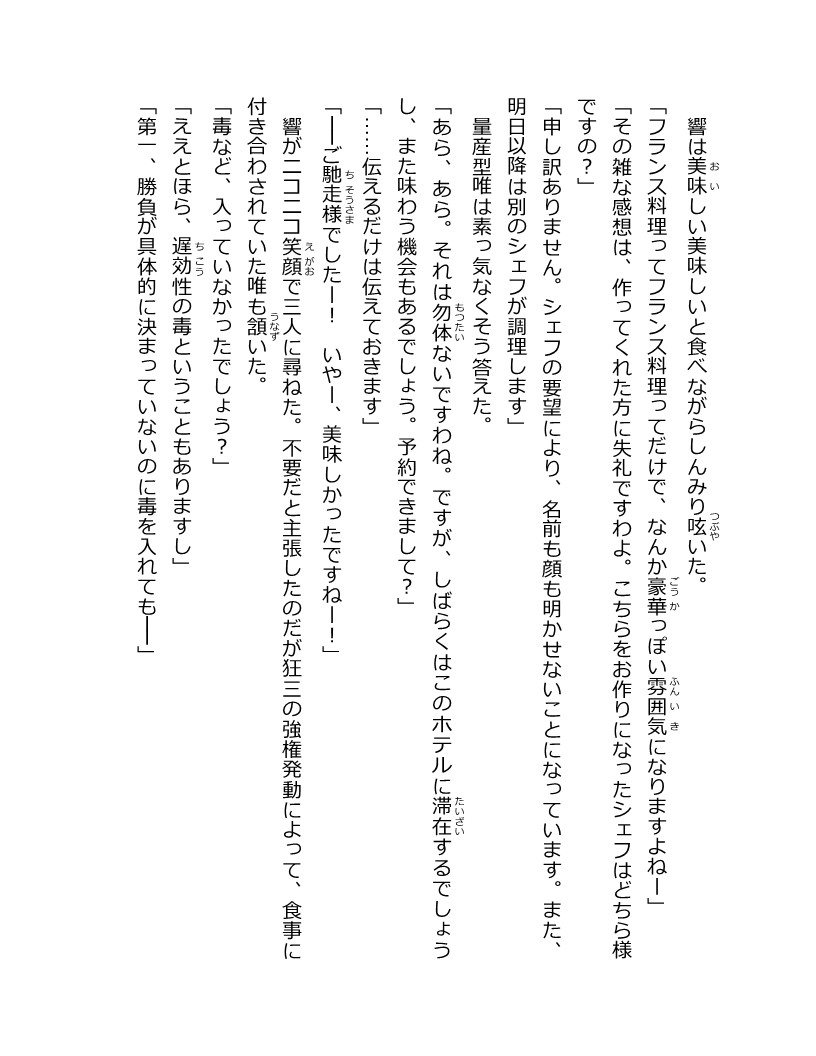 響は美味しい美味しいと食べながらしんみり呟いた。
「フランス料理ってフランス料理ってだけで、なんか豪華っぽい雰囲気になりますよねー」
「その雑な感想は、作ってくれた方に失礼ですわよ。こちらをお作りになったシェフはどちら様
ですの？」
「申し訳ありません。シェフの要望により、名前も顔も明かせないことになっています。また、
明日以降は別のシェフが調理します」
量産型唯は素っ気なくそう答えた。
「あら、あら。それは勿体ないですわね。ですが、しばらくはこのホテルに滞在するでしょう
し、また味わう機会もあるでしょう。予約できまして？」
「……伝えるだけは伝えておきます」
「──ご馳走様でしたー！　いやー、美味しかったですねー！」
響がニコニコ笑顔で三人に尋ねた。不要だと主張したのだが狂三の強権発動によって、食事に
付き合わされていた唯も頷いた。
「毒など、入っていなかったでしょう？」
「ええとほら、遅効性の毒ということもありますし」
「第一、勝負が具体的に決まっていないのに毒を入れても──」